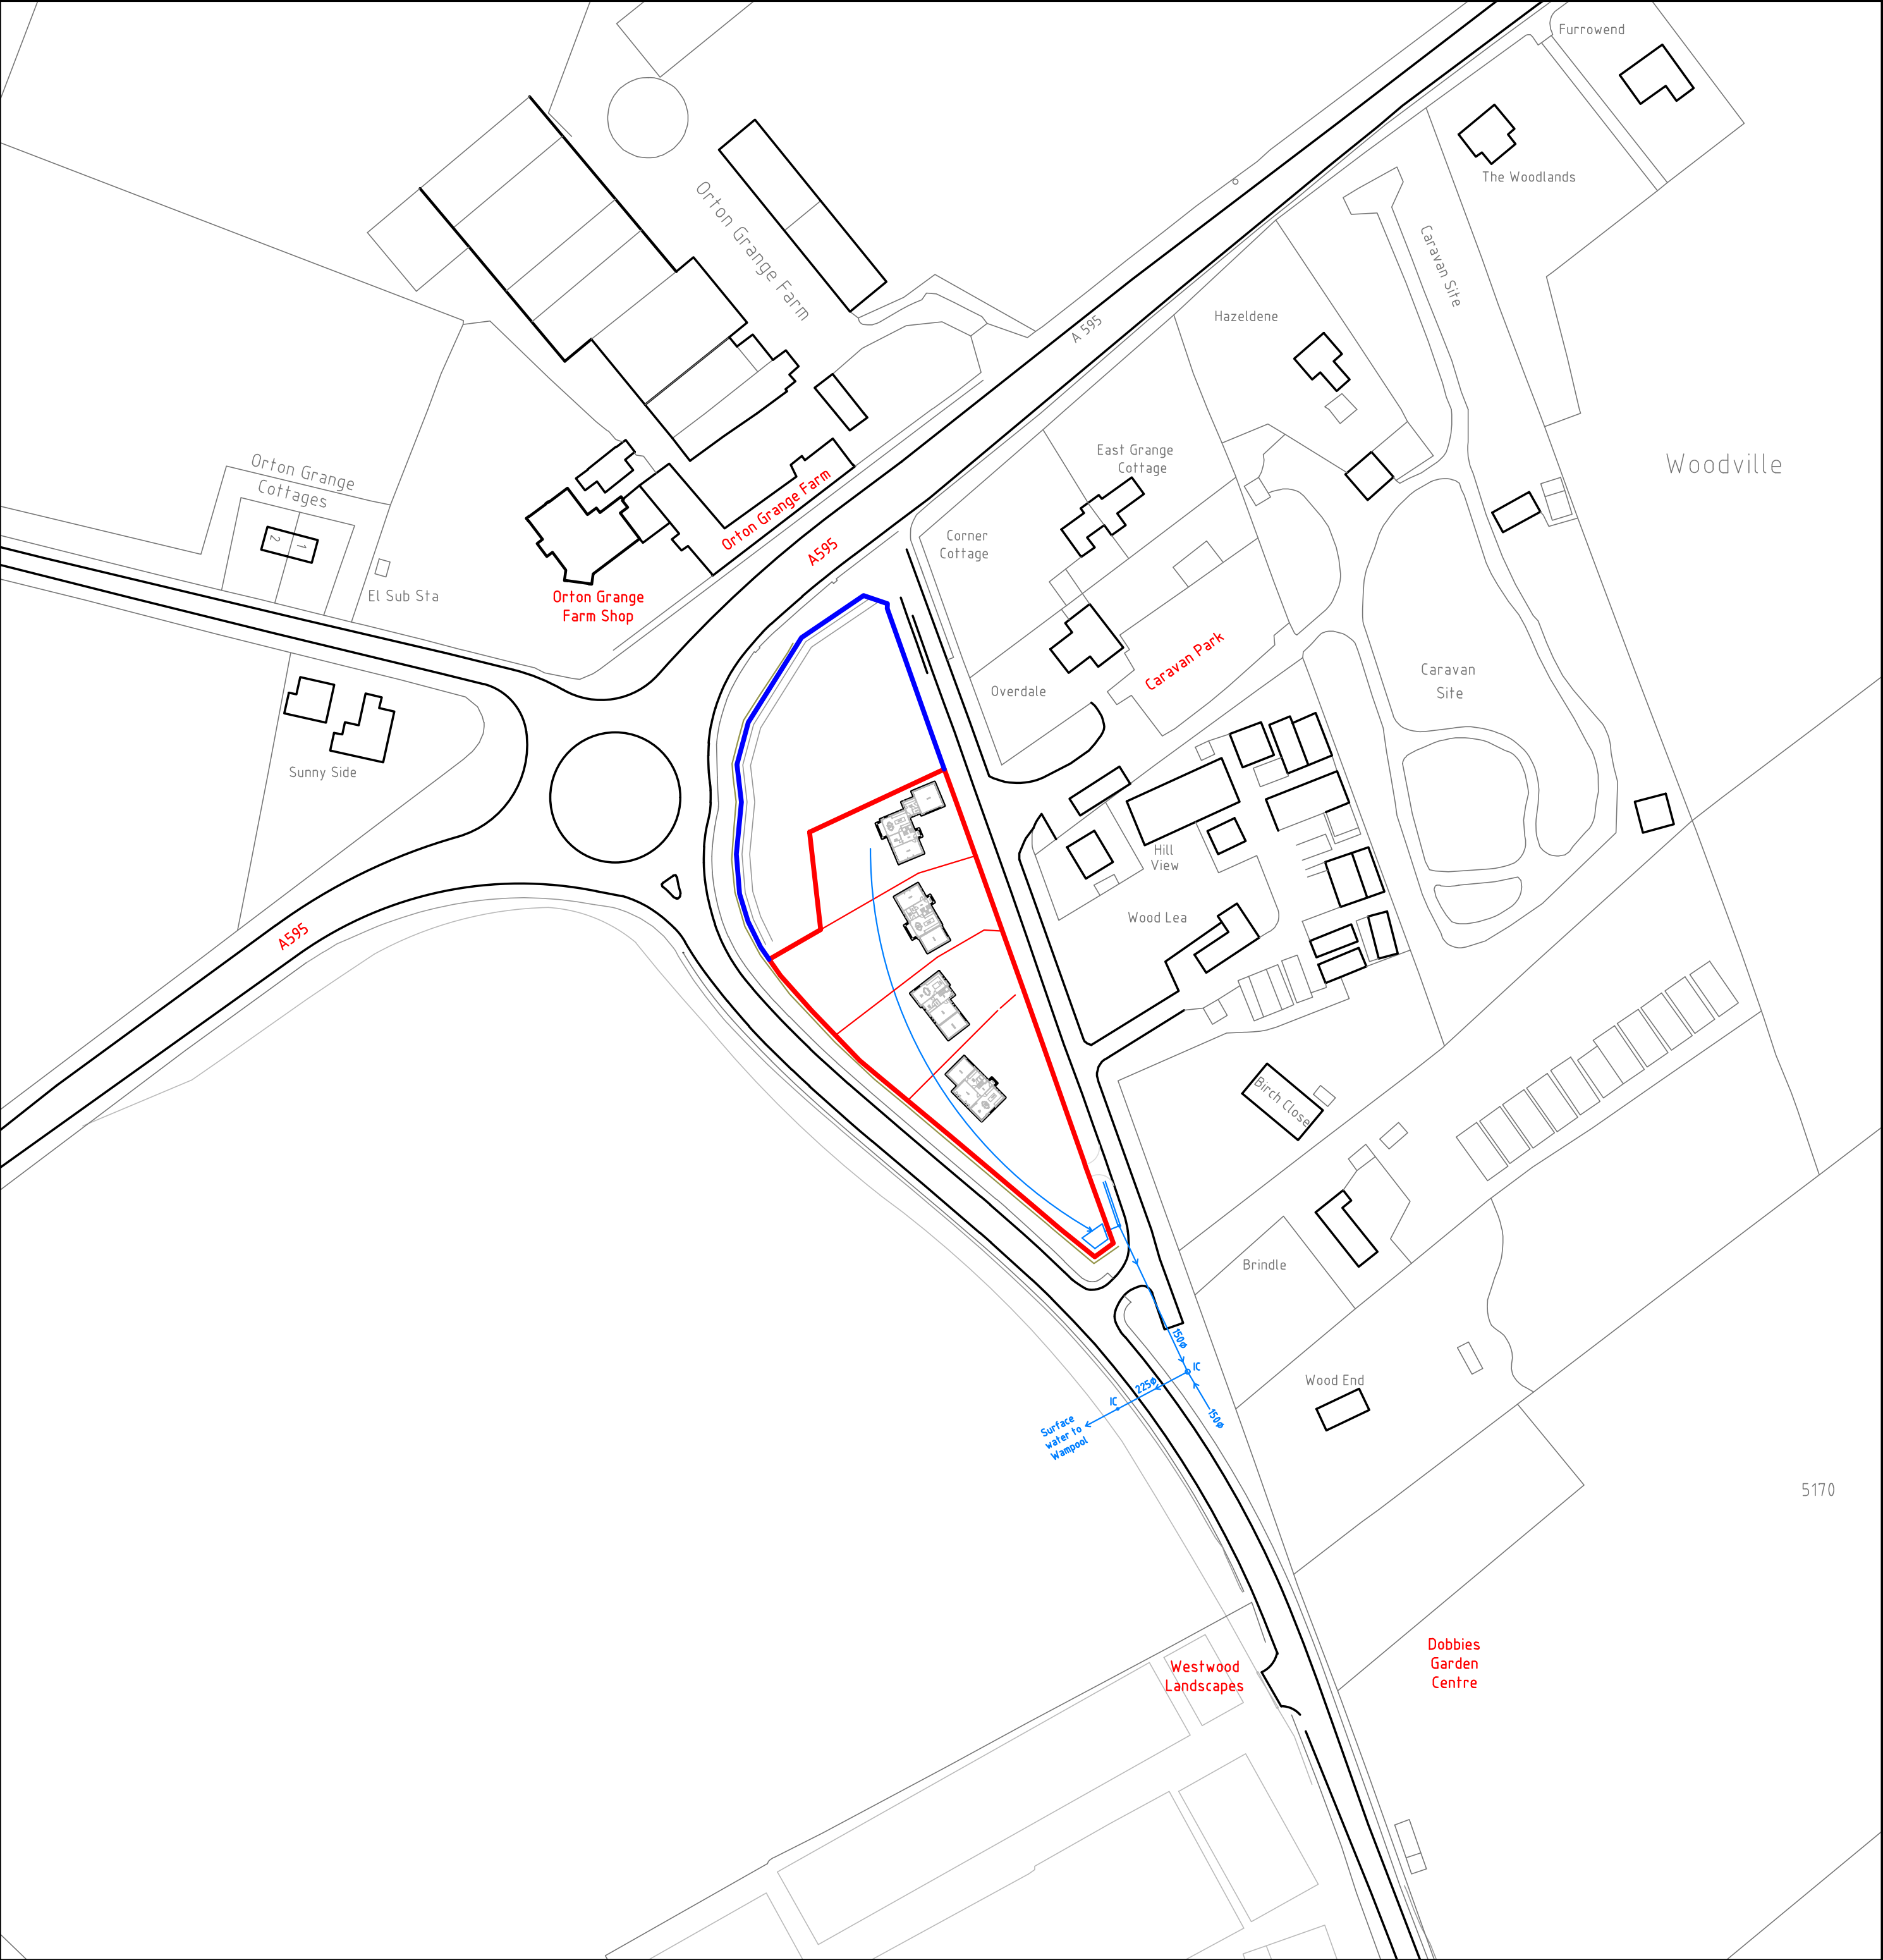 Furrowend
The Woodlands
Orton Grange Farm
Caravan Site
A 595
Hazeldene
East Grange
Cottage
Woodville
Orton Grange
Cottages
2
1
Orton Grange Farm
A595
Corner
Cottage
El Sub Sta
Orton Grange
Farm Shop
Caravan Park
Caravan
Site
Overdale
Sunny Side
Hill
View
Wood Lea
A595
Birch Close
Brindle
150ø
IC
225ø
IC
150ø
Surface
water to
Wampool
Wood End
5170
Dobbies
Garden
Centre
Westwood
Landscapes